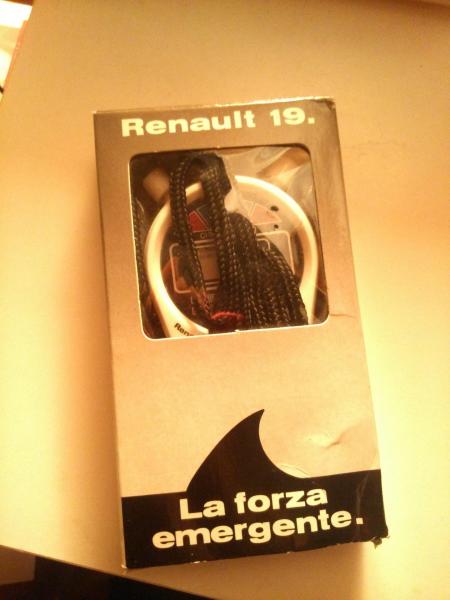 Renault 19.
La forza
emergente.